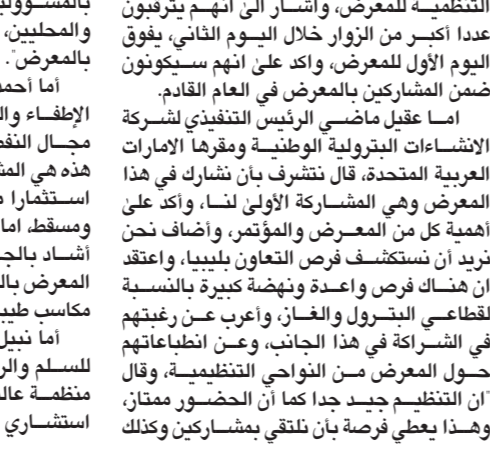 التنظيمية للمعرض، وأشار الى انهم يترقبون
عددا أكبر من الزوار خلال اليوم الثاني، يفوق
اليوم الأول للمعرض، واكد على انهم سيكونون
ضمن المشاركين بالمعرض في العام القادم.
اما عقيل ماضي الرئيس التنفيذي لشركة
الانشاءات البترولية الوطنية ومقرها الامارات
العربية المتحدة، قال نتشرف بأن نشارك في هذا
المعرض وهي المشاركة الأولى لنا، وأكد على
أهمية كل من المعرض والمؤتمر، وأضاف نحن
نريد أن نستكشف فرص التعاون بليبيا، واعتقد
ان هناك فرص واعدة ونهضة كبيرة بالنسبة
لقطاعي البترول والغاز، وأعرب عن رغبتهم
في الشراكة في هذا الجانب، وعن انطباعاتهم
حول المعرض من النواحي التنظيمية، وقال
"ان التنظيم جيد جدا كما أن الحضور ممتاز،
وهذا يعطي فرصة بأن نلتقي بمشاركين وكذلك
والمحليين،
بالمعرض".
أما أحمد
الإطفاء وال
مجال النفط
هذه هي المش
استثمارا
ومسقط، اما
أشاد بالج
المعرض بال
مكاسب طيب
أما نبيل
للسلم والر
منظمة عال
استشاري